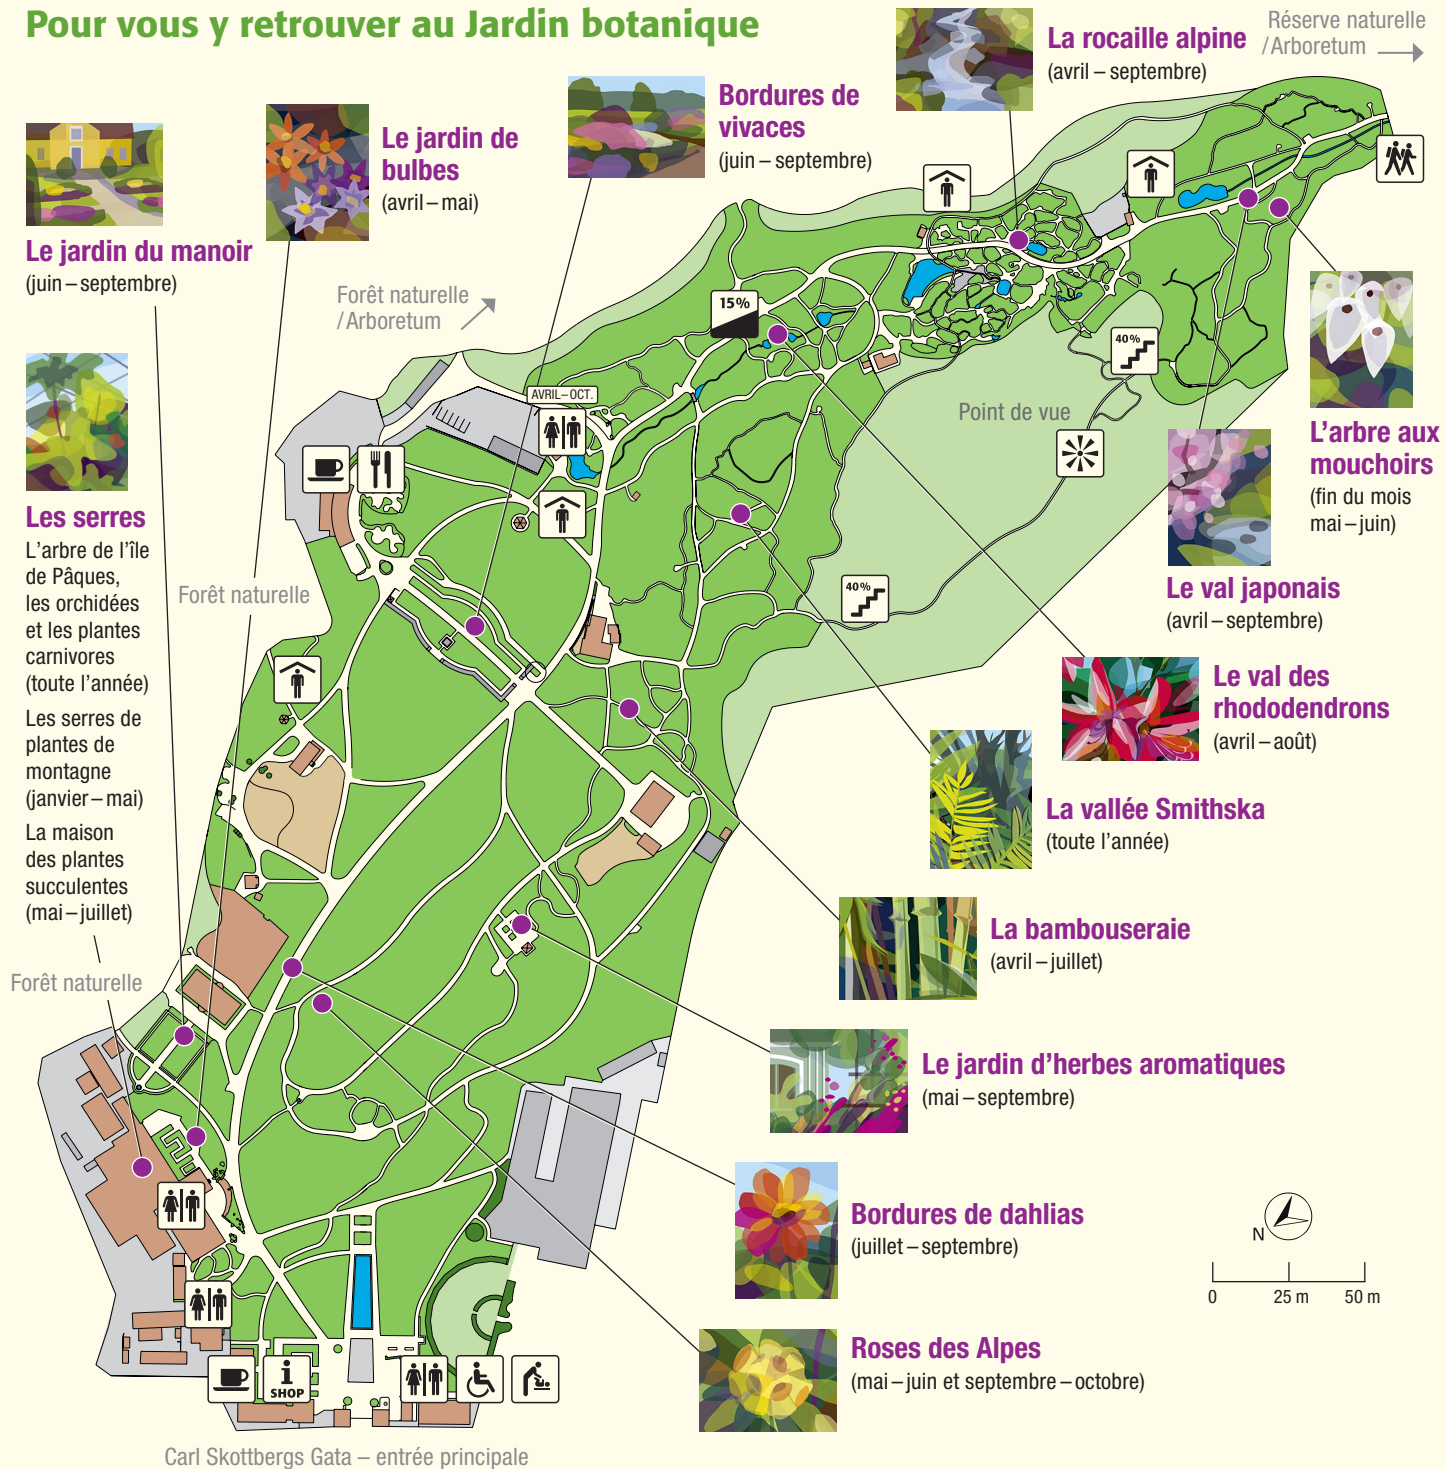 Pour vous y retrouver au Jardin botanique
Réserve naturelle
/Arboretum
La rocaille alpine
(avril – septembre)
Bordures de
vivaces
(juin – septembre)
Le jardin de
bulbes
(avril – mai)
Le jardin du manoir
(juin – septembre)
Forêt naturelle
/Arboretum
15%
40%
AVRIL–OCT.
Point de vue
L’arbre aux
mouchoirs
(fin du mois
mai – juin)
Les serres
L’arbre de l’île
de Pâques,
les orchidées
et les plantes
carnivores
(toute l’année)
Les serres de
plantes de
montagne
(janvier – mai)
La maison
des plantes
succulentes
(mai – juillet)
Forêt naturelle
40%
Le val japonais
(avril – septembre)
Le val des
rhododendrons
(avril – août)
La vallée Smithska
(toute l’année)
La bambouseraie
(avril – juillet)
Forêt naturelle
Le jardin d’herbes aromatiques
(mai – septembre)
Bordures de dahlias
(juillet – septembre)
N
0 25 m 50 m
Roses des Alpes
(mai – juin et septembre – octobre)
i
SHOP
Carl Skottbergs Gata – entrée principale